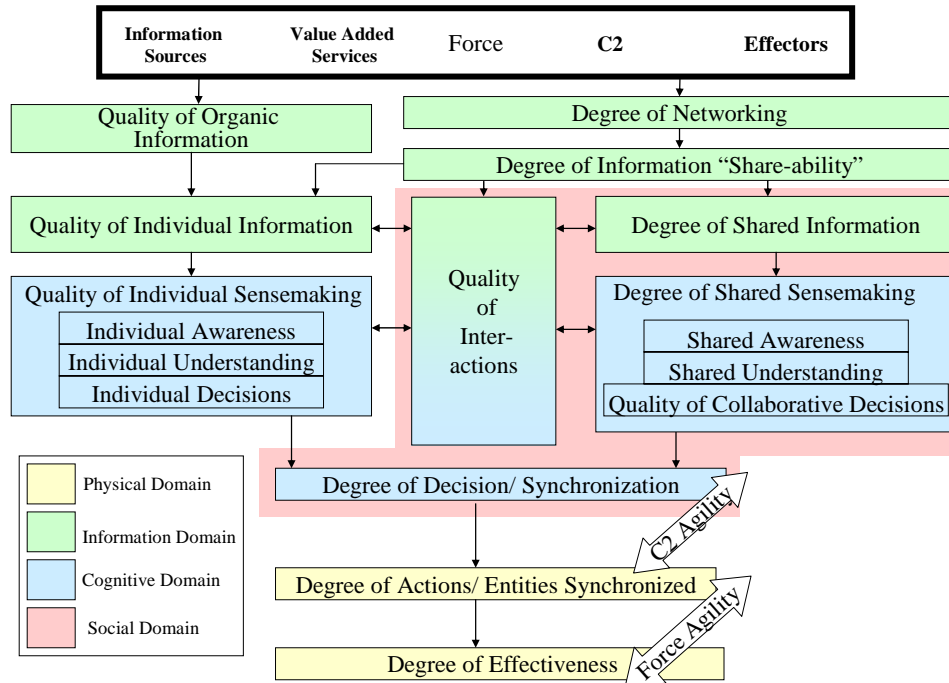 Information
Sources
Value Added
Services
Force
C2
Effectors
Quality of Organic
Information
Degree of Networking
Degree of Information “Share-ability”
Quality of Individual Information
Degree of Shared Information
Quality
of
Inter-
actions
Quality of Individual Sensemaking
Individual Awareness
Individual Understanding
Individual Decisions
Degree of Shared Sensemaking
Shared Awareness
Shared Understanding
Quality of Collaborative Decisions
Degree of Decision/ Synchronization
C2 Agility
Degree of Actions/ Entities Synchronized
Force Agility
Degree of Effectiveness
Physical Domain
Information Domain
Cognitive Domain
Social Domain